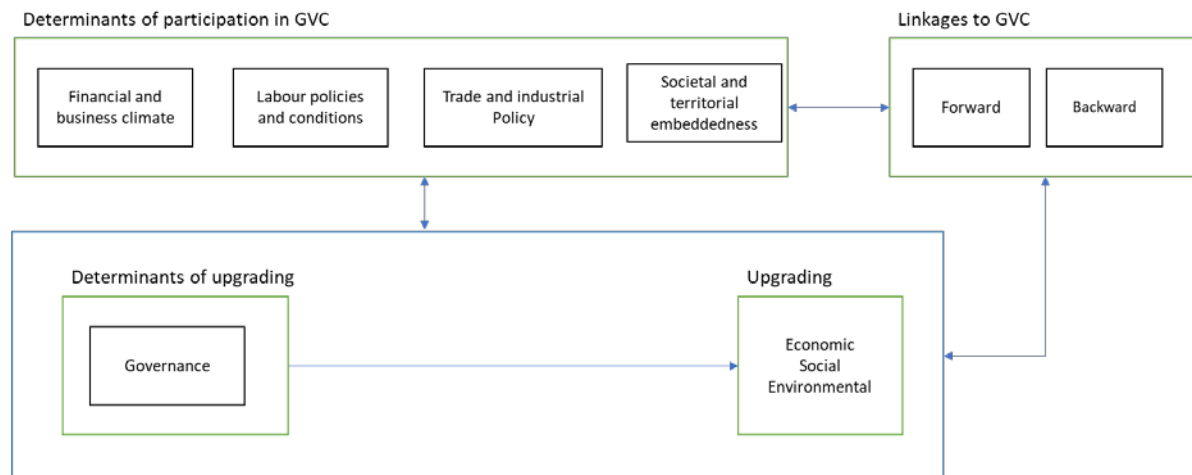 Determinants of participation in GVC
Linkages to GVC
Financial and
business climate
Labour policies
and conditions
Trade and industrial
Policy
Societal and
territorial
embeddedness
Forward
Backward
Determinants of upgrading
Upgrading
Governance
Economic
Social
Environmental